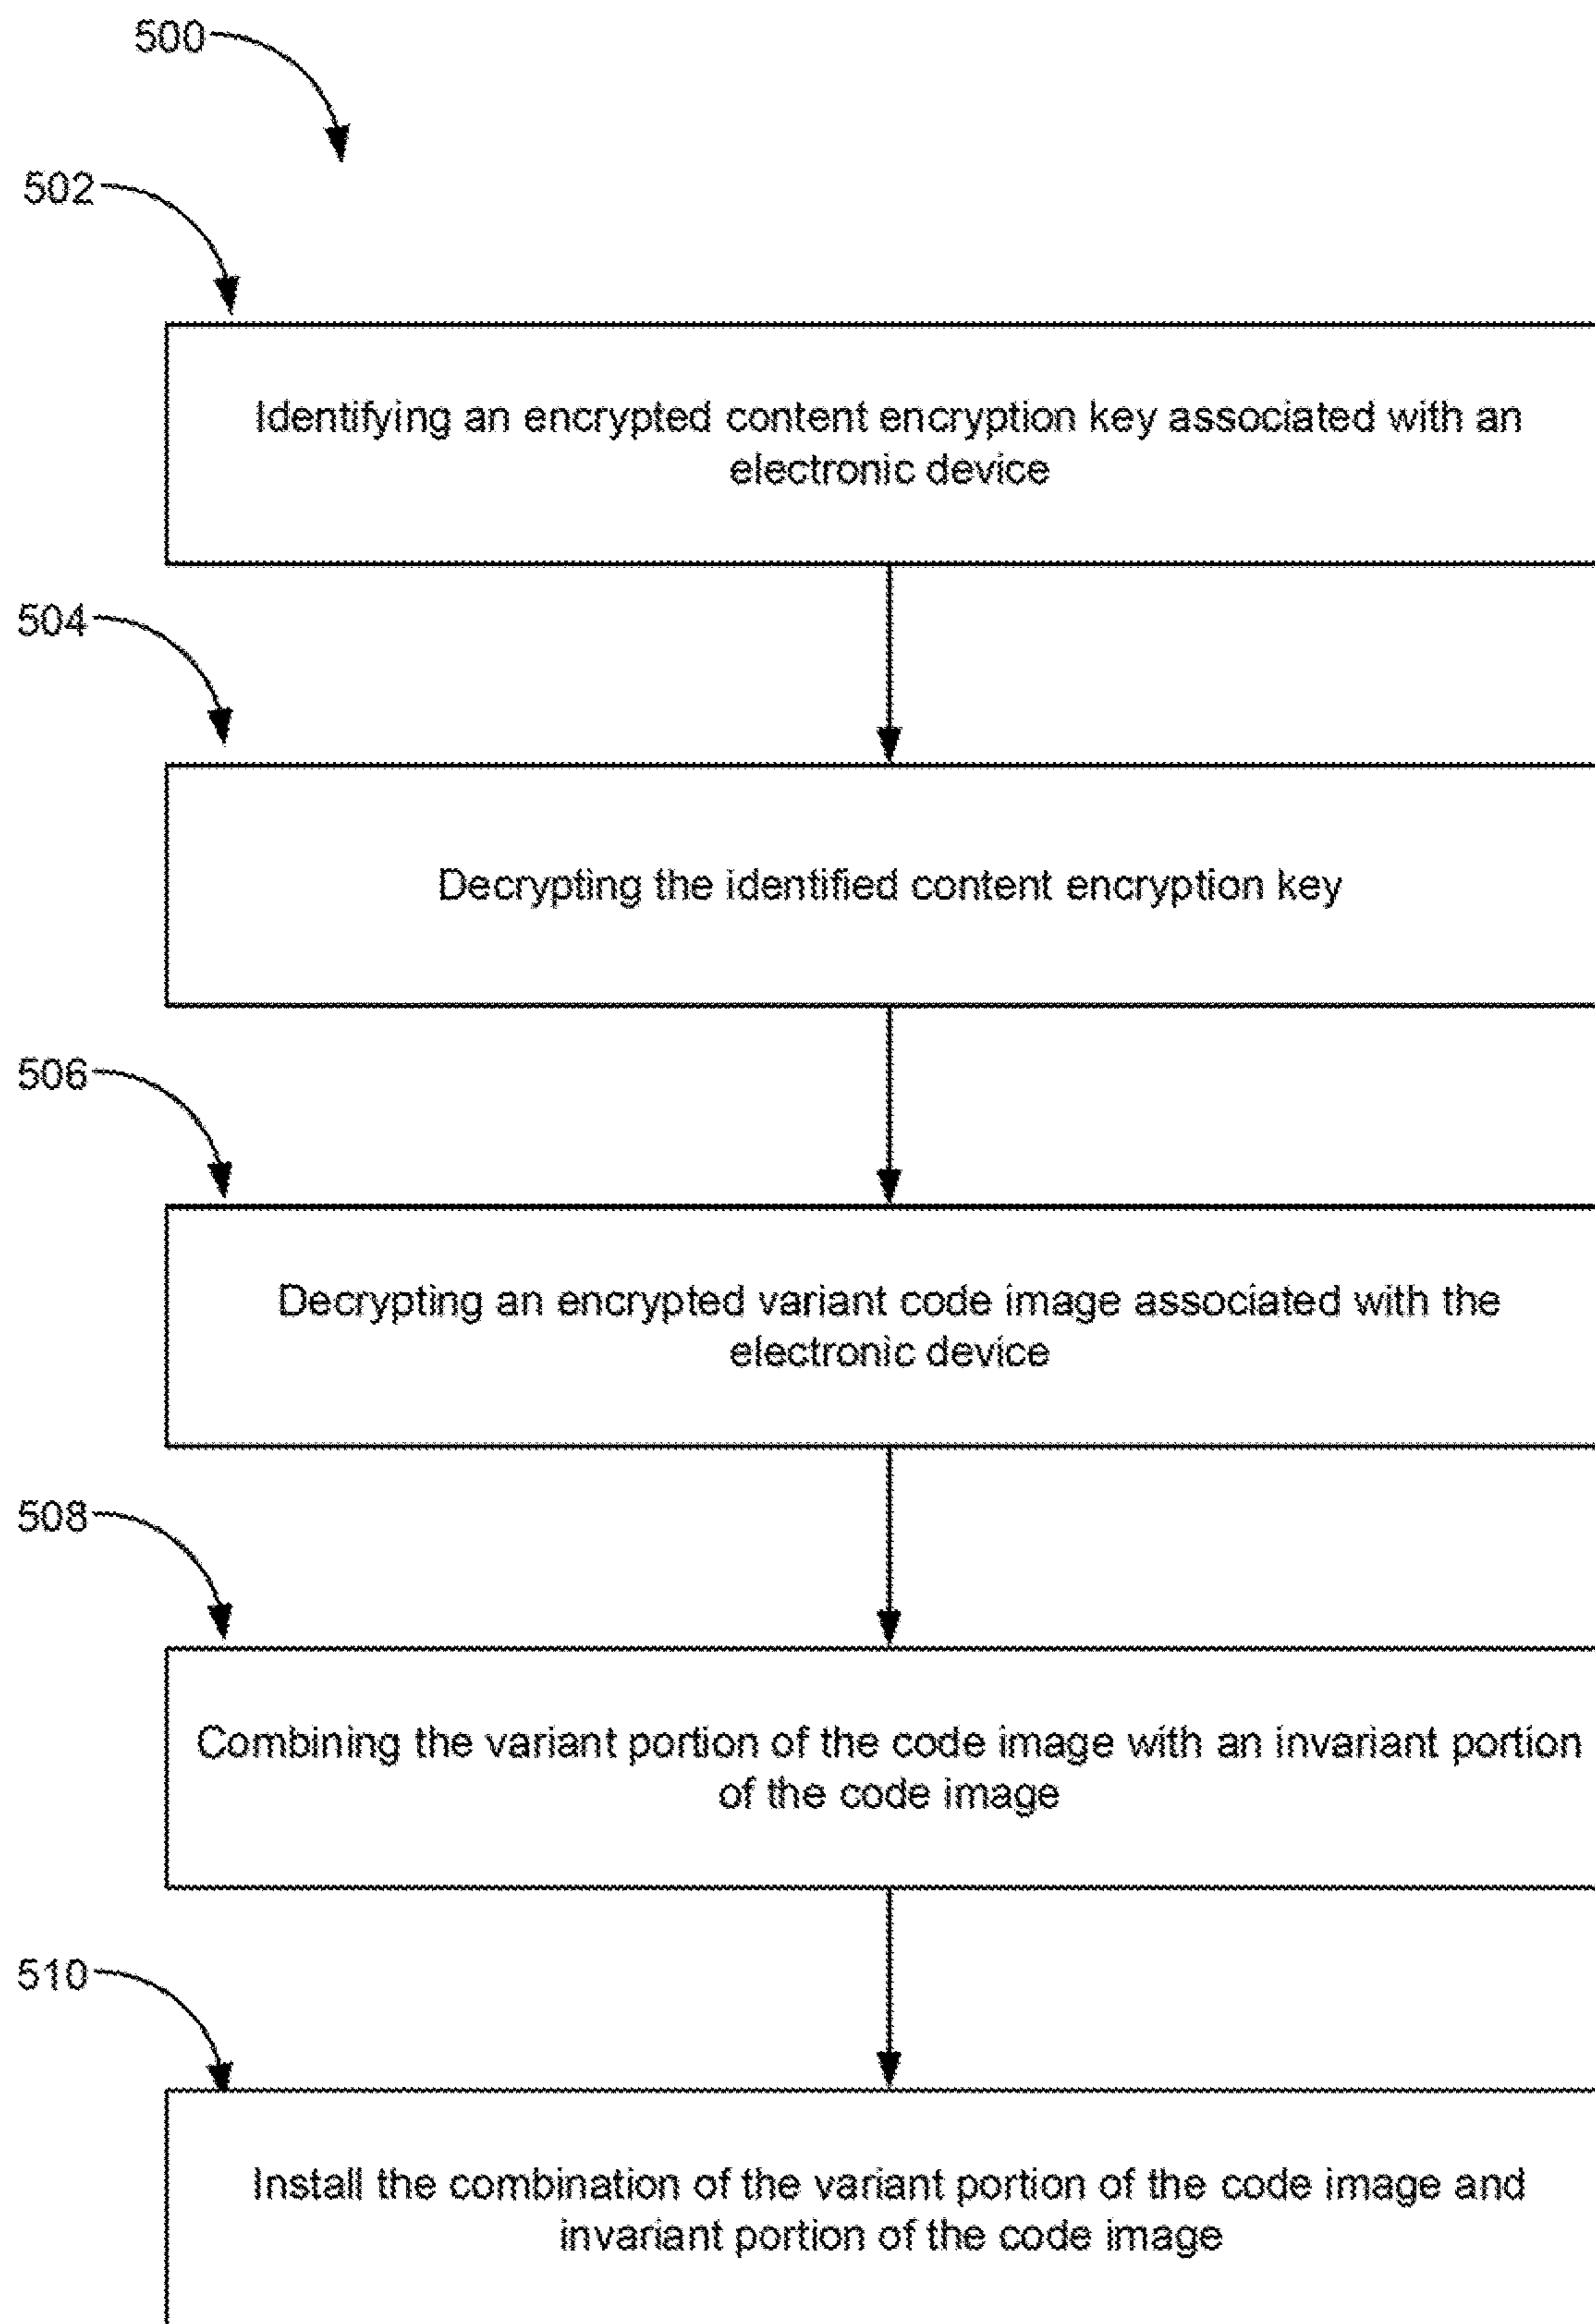 500
502
Identifying an encrypted content encryption key associated with an
electronic device
504
Decrypting the identified content encryption key
506
Decrypting an encrypted variant code image associated with the
electronic device
508
Combining the variant portion of the code image with an invariant portion
of the code image
510
Install the combination of the variant portion of the code image and
invariant portion of the code image